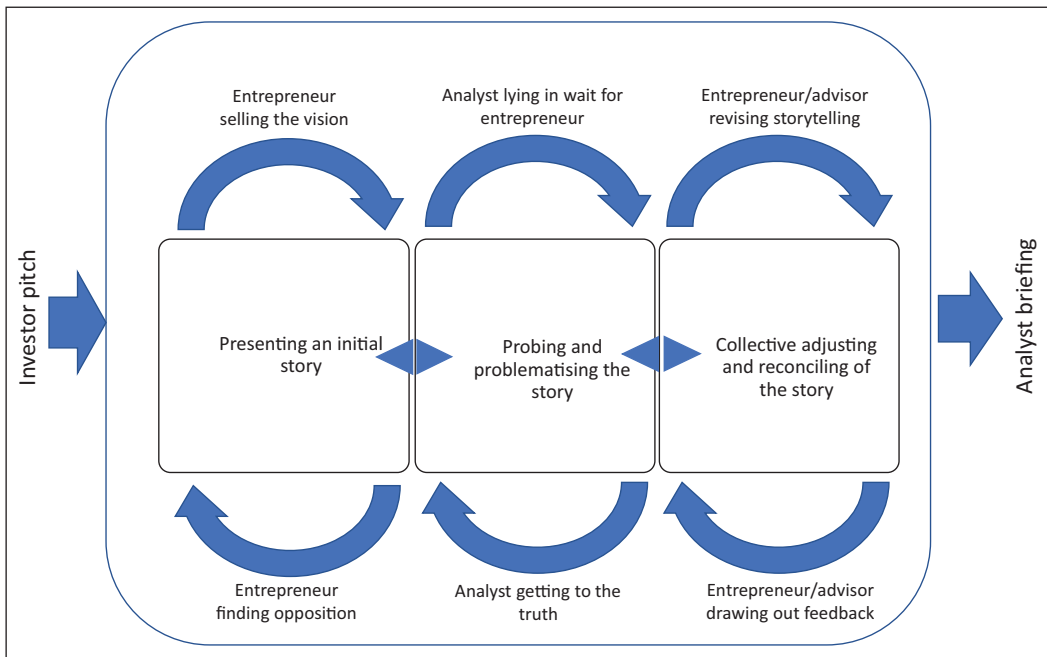 Entrepreneur
selling the vision
Analyst lying in wait for
entrepreneur
Entrepreneur/advisor
revising storytelling
Investor pitch
Presenting an initial
story
Probing and
problematising the
story
Collective adjusting
and reconciling of
the story
Analyst briefing
Entrepreneur
finding opposition
Analyst getting to the
truth
Entrepreneur/advisor
drawing out feedback